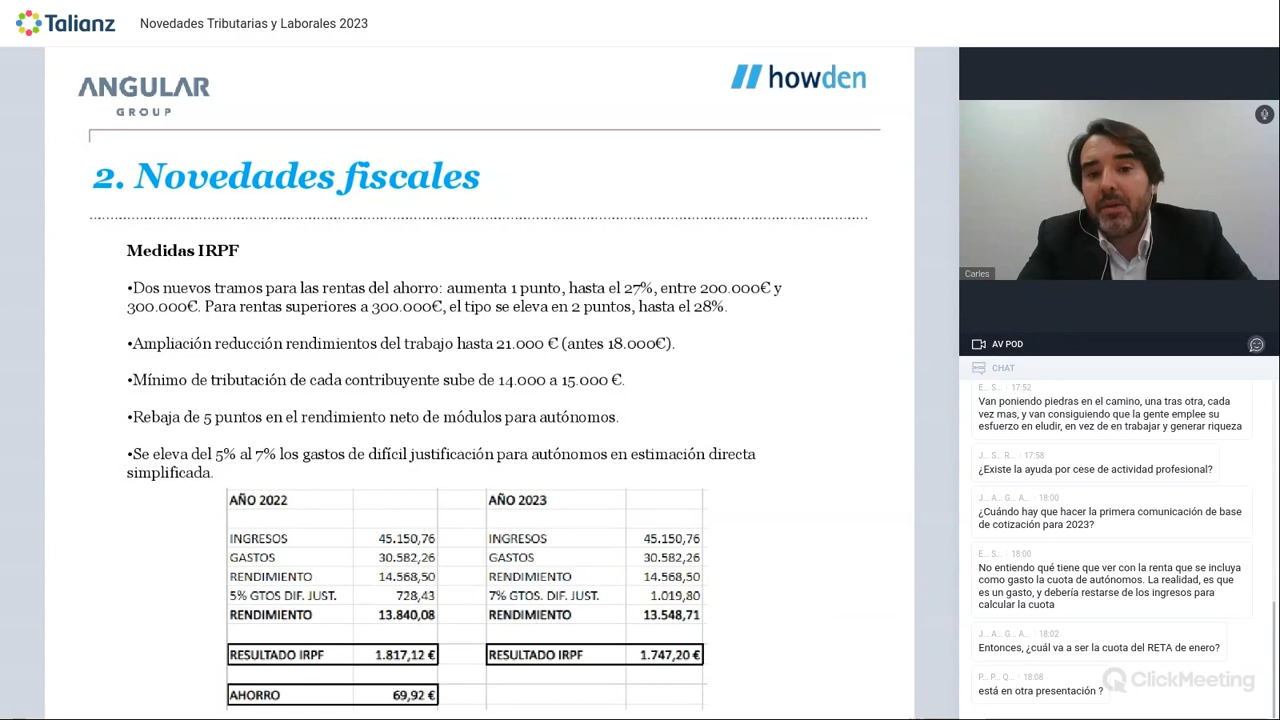 Talianz
Novedades Tributarias y Laborales 2023
ANGULAR
GROUP
howden
2. Novedades fiscales
Medidas IRPF
•Dos nuevos tramos para las rentas del ahorro: aumenta 1 punto, hasta el 27%, entre 200.000€ y
300.000€. Para rentas superiores a 300.000€, el tipo se eleva en 2 puntos, hasta el 28%.
•Ampliación reducción rendimientos del trabajo hasta 21.000 € (antes 18.000€).
•Mínimo de tributación de cada contribuyente sube de 14.000 a 15.000 €.
•Rebaja de 5 puntos en el rendimiento neto de módulos para autónomos.
•Se eleva del 5% al 7% los gastos de difícil justificación para autónomos en estimación directa
simplificada.
AÑO 2022 AÑO 2023
INGRESOS 45.150,76 INGRESOS 45.150,76
GASTOS 30.582,26 GASTOS 30.582,26
RENDIMIENTO 14.568,50 RENDIMIENTO 14.568,50
5% GTOS DIF. JUST. 728,43 7% GTOS. DIF. JUST. 1.019,80
RENDIMIENTO 13.840,08 RENDIMIENTO 13.548,71
RESULTADO IRPF 1.817,12 € RESULTADO IRPF 1.747,20 €
AHORRO 69,92 €
Carles
AV POD
CHAT
E... S... · 17:52
Van poniendo piedras en el camino, una tras otra, cada
vez mas, y van consiguiendo que la gente emplee su
esfuerzo en eludir, en vez de en trabajar y generar riqueza
J... S... R... · 17:58
¿Existe la ayuda por cese de actividad profesional?
J... A... G... A... · 18:00
¿Cuándo hay que hacer la primera comunicación de base
de cotización para 2023?
E... S... · 18:00
No entiendo qué tiene que ver con la renta que se incluya
como gasto la cuota de autónomos. La realidad, es que
es un gasto, y debería restarse de los ingresos para
calcular la cuota
J... A... G... A... · 18:02
Entonces, ¿cuál va a ser la cuota del RETA de enero?
P... P... Q... · 18:08
está en otra presentación ?
ClickMeeting